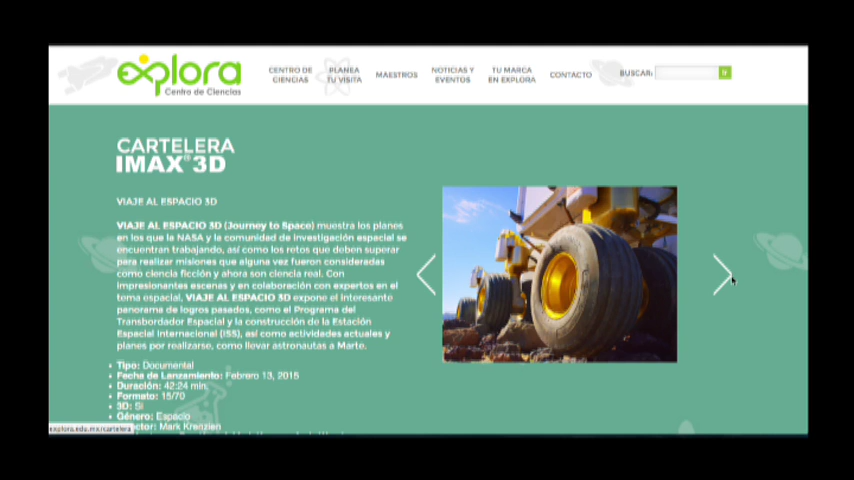 explora
Centro de Ciencias
CENTRO DE CIENCIAS
PLANEA TU VISITA
MAESTROS
NOTICIAS Y EVENTOS
TU MARCA EN EXPLORA
CONTACTO
BUSCAR:
CARTELERA
IMAX® 3D
VIAJE AL ESPACIO 3D
VIAJE AL ESPACIO 3D (Journey to Space) muestra los planes
en los que la NASA y la comunidad de investigación espacial se
encuentran trabajando, así como los retos que deben superar
para realizar misiones que alguna vez fueron consideradas
como ciencia ficción y ahora son ciencia real. Con
impresionantes escenas y en colaboración con expertos en el
tema espacial, VIAJE AL ESPACIO 3D expone el interesante
panorama de logros pasados, como el Programa del
Transbordador Espacial y la construcción de la Estación
Espacial Internacional (ISS), así como actividades actuales y
planes por realizarse, como llevar astronautas a Marte.
Tipo: Documental
Fecha de Lanzamiento: Febrero 13, 2015
Duración: 42:24 min.
Formato: 15/70
3D: Si
Género: Espacio
ctor: Mark Krenzien
explora.edu.mx/cartelera